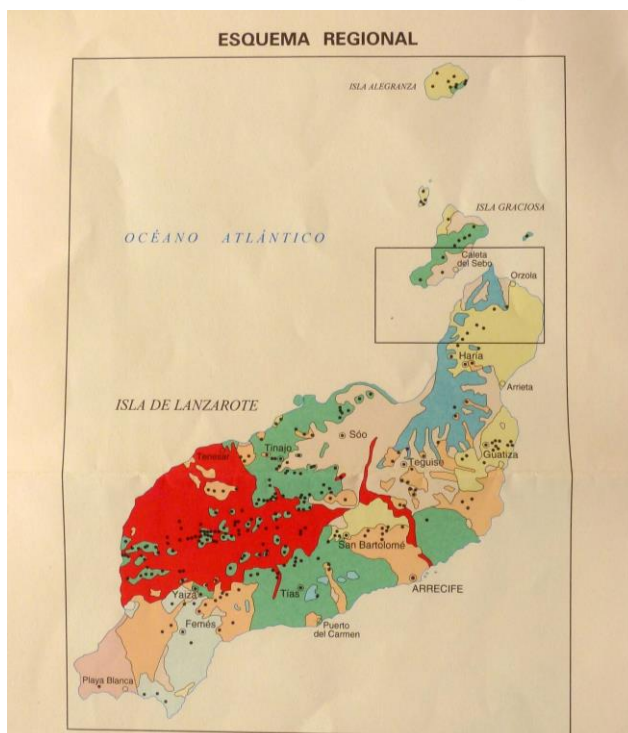 ESQUEMA REGIONAL
ISLA ALEGRANZA
ISLA GRACIOSA
OCÉANO ATLÁNTICO
Caleta
del Sebo
Orzola
Haría
Arrieta
ISLA DE LANZAROTE
Sóo
Tinajo
Tenesar
Teguise
Guatiza
San Bartolomé
ARRECIFE
Yaiza
Tías
Femés
Puerto
del Carmen
Playa Blanca